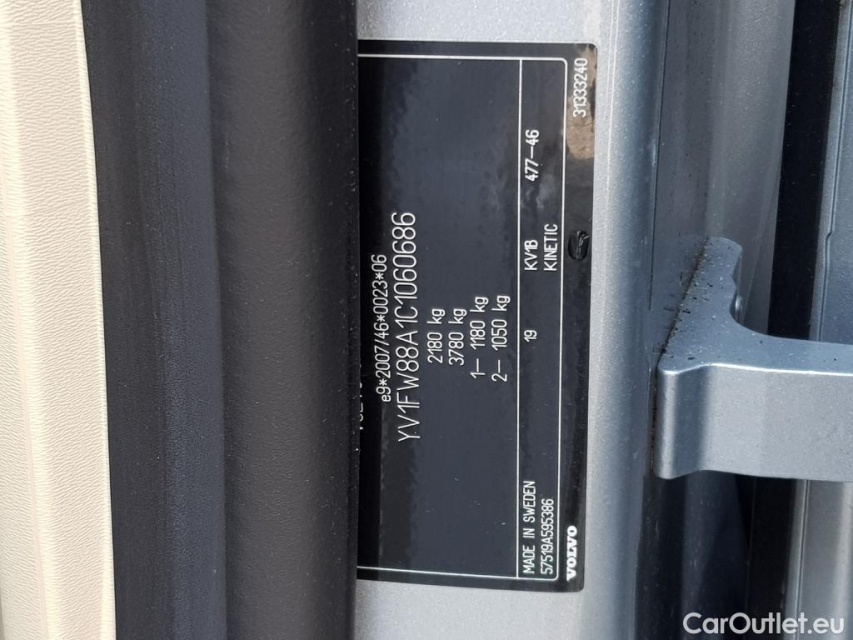 e9*2007/46*0023*06
YV1FW88A1C1060686
2180 kg
3780 kg
1– 1180 kg
2– 1050 kg
MADE IN SWEDEN 19 KV1B 477–46
57519A595386 KINETIC
VOLVO 31333240
CarOutlet.eu